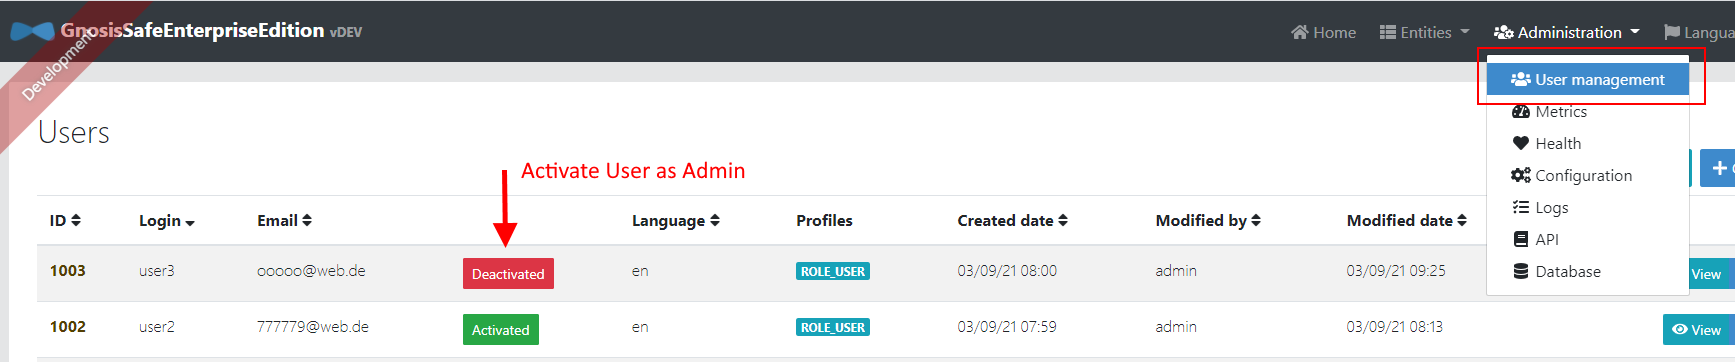 GnosisSafeEnterpriseEdition vDEV
Home Entities Administration Langua
Development
User management
Metrics
Health
Configuration
Logs
API
Database
Users
Activate User as Admin
ID Login Email Language Profiles Created date Modified by Modified date
1003 user3 ooooo@web.de Deactivated en ROLE_USER 03/09/21 08:00 admin 03/09/21 09:25 View
1002 user2 777779@web.de Activated en ROLE_USER 03/09/21 07:59 admin 03/09/21 08:13 View